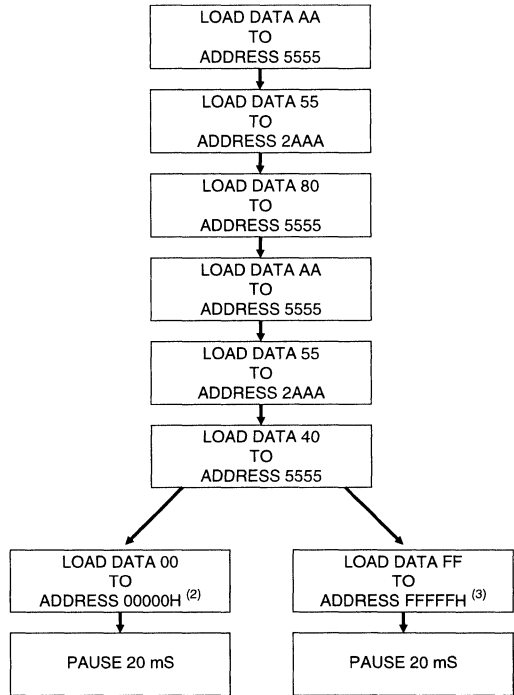 LOAD DATA AA
TO
ADDRESS 5555
LOAD DATA 55
TO
ADDRESS 2AAA
LOAD DATA 80
TO
ADDRESS 5555
LOAD DATA AA
TO
ADDRESS 5555
LOAD DATA 55
TO
ADDRESS 2AAA
LOAD DATA 40
TO
ADDRESS 5555
LOAD DATA 00
TO
ADDRESS 00000H (2)
PAUSE 20 mS
LOAD DATA FF
TO
ADDRESS FFFFFH (3)
PAUSE 20 mS